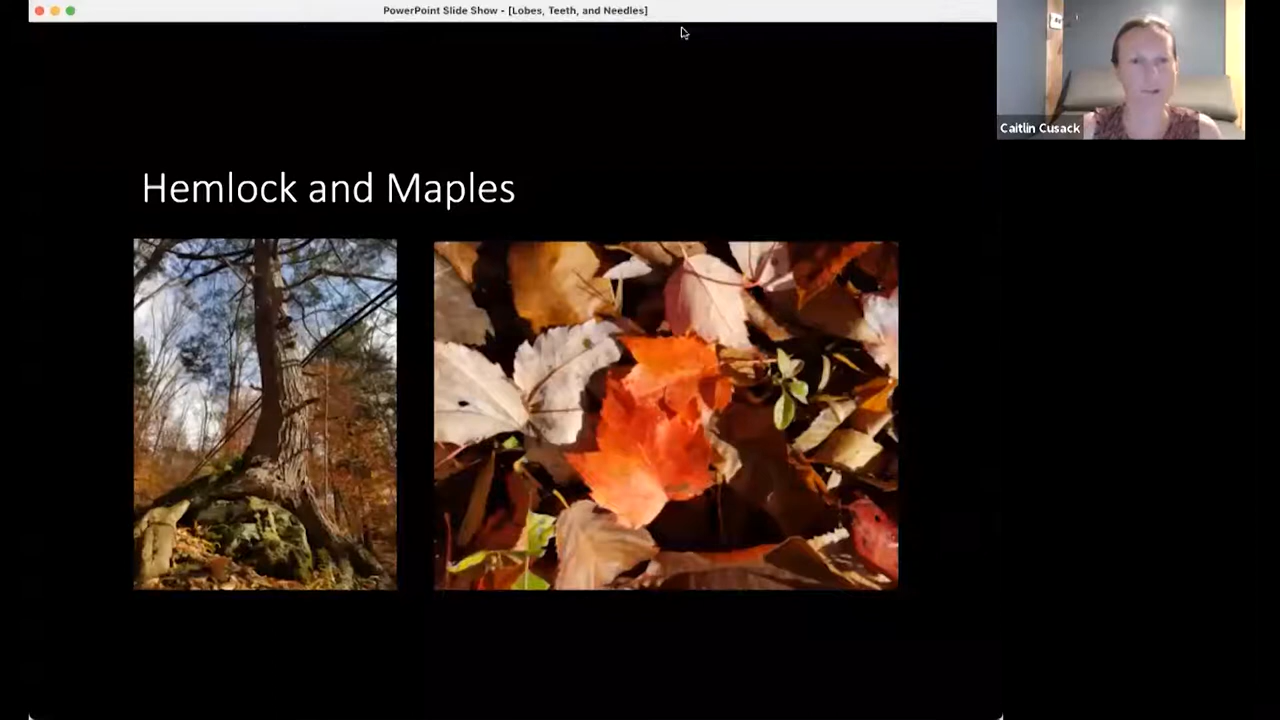 PowerPoint Slide Show - [Lobes, Teeth, and Needles]
Caitlin Cusack
Hemlock and Maples